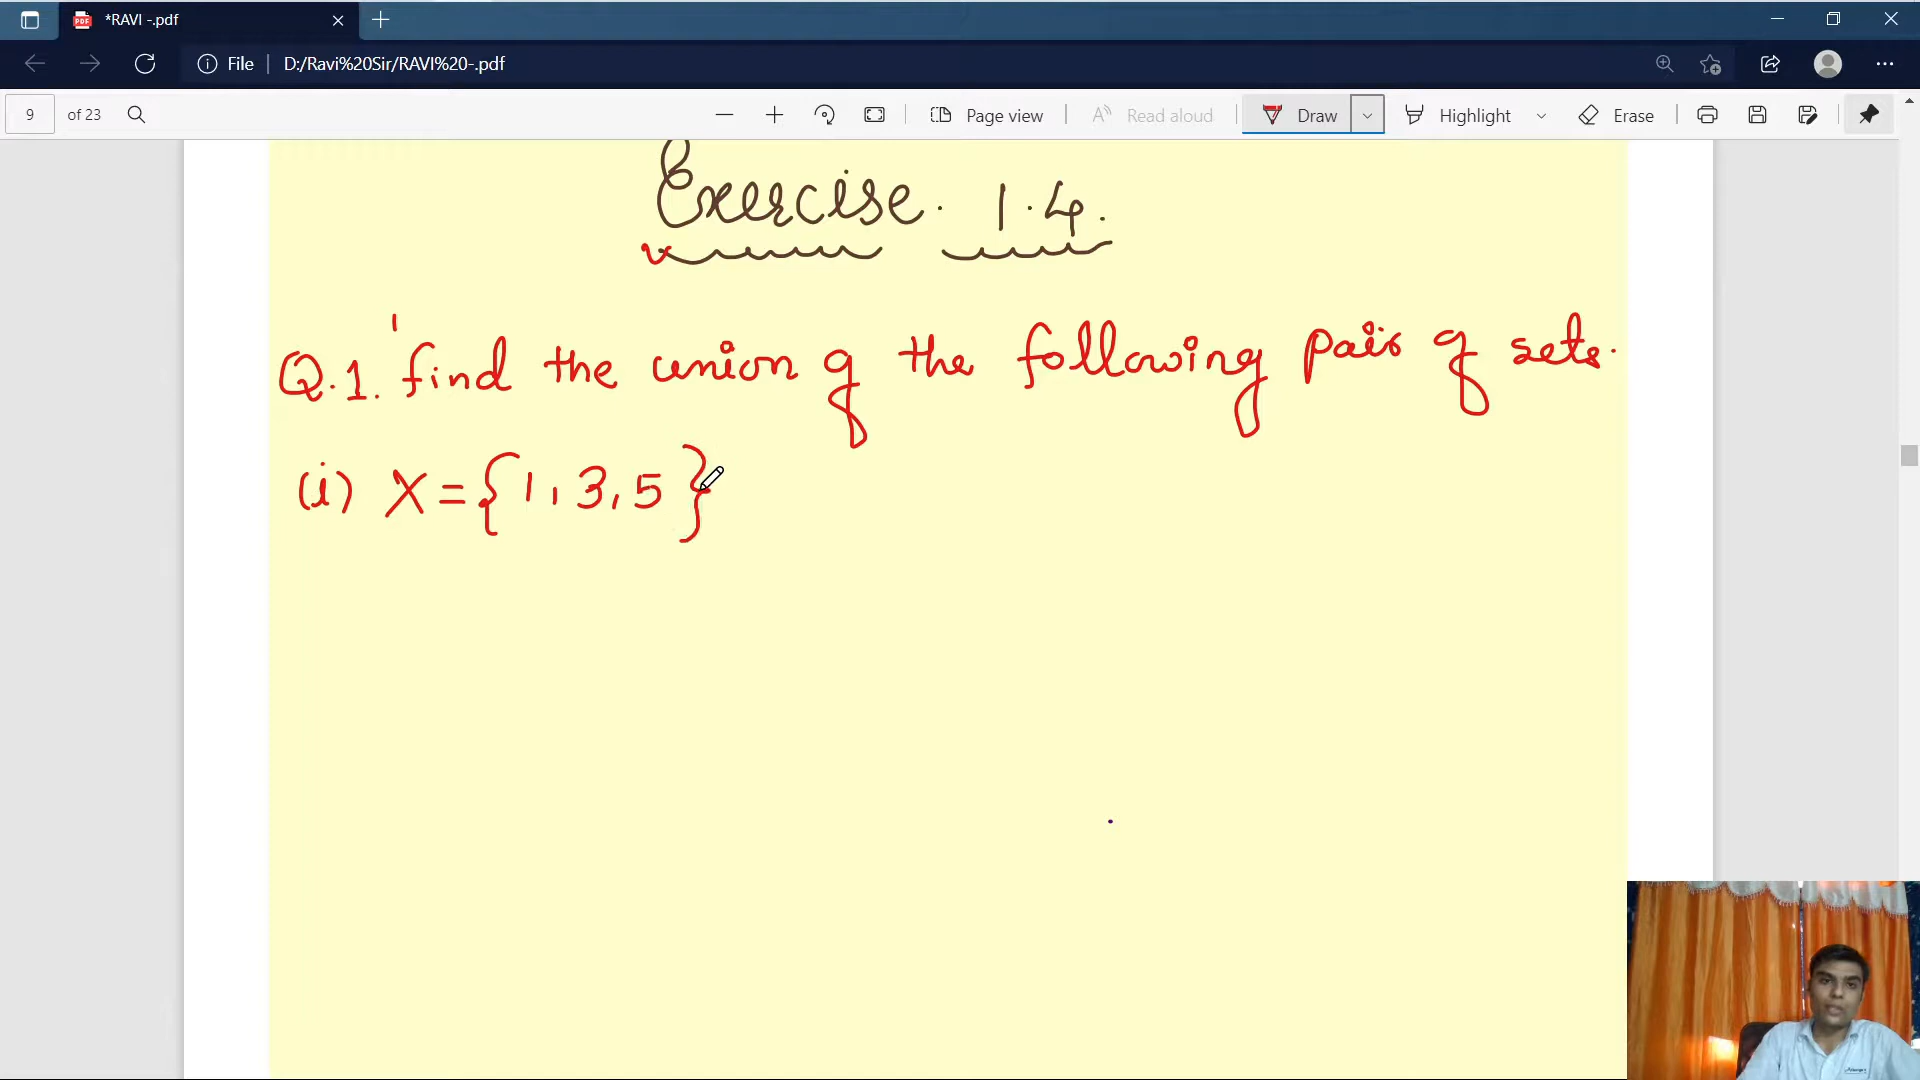 *RAVI -.pdf
File D:/Ravi%20Sir/RAVI%20-.pdf
9 of 23 Page view Read aloud Draw Highlight Erase
Exercise. 1.4.
Q.1. find the union of the following pair of sets.
(i) X = { 1, 3, 5 }